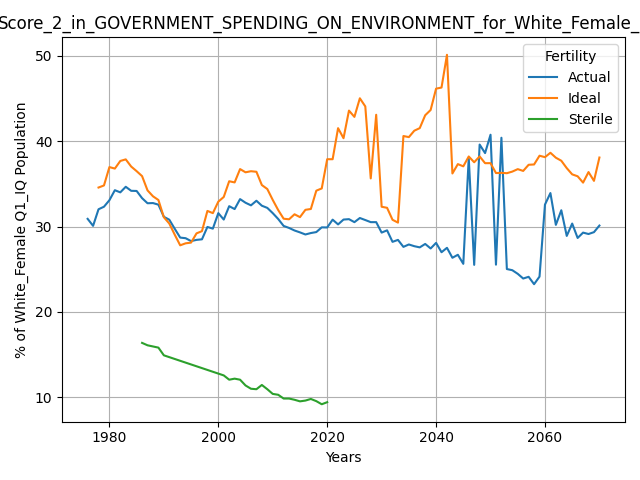 Score_2_in_GOVERNMENT_SPENDING_ON_ENVIRONMENT_for_White_Female_
50
40
30
20
10
% of White_Female Q1_IQ Population
Fertility
Actual
Ideal
Sterile
1980 2000 2020 2040 2060
Years